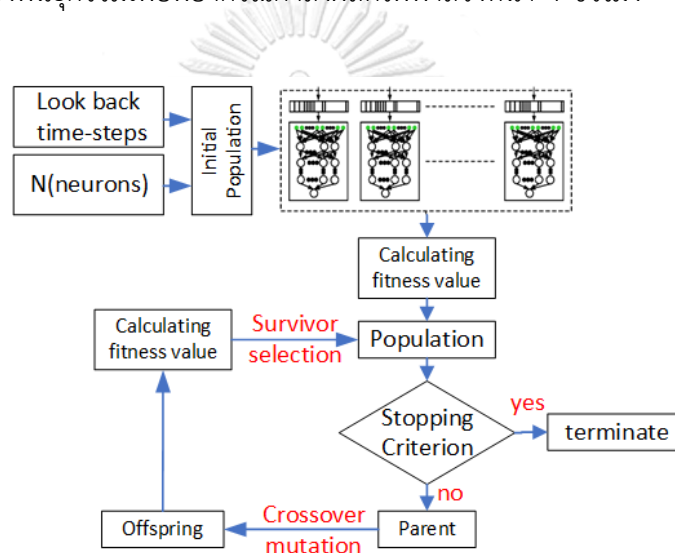 Look back
time-steps
N(neurons)
Initial
Population
Calculating
fitness value
Calculating
fitness value
Survivor
selection
Population
Stopping
Criterion
yes
terminate
no
Offspring
Crossover
mutation
Parent